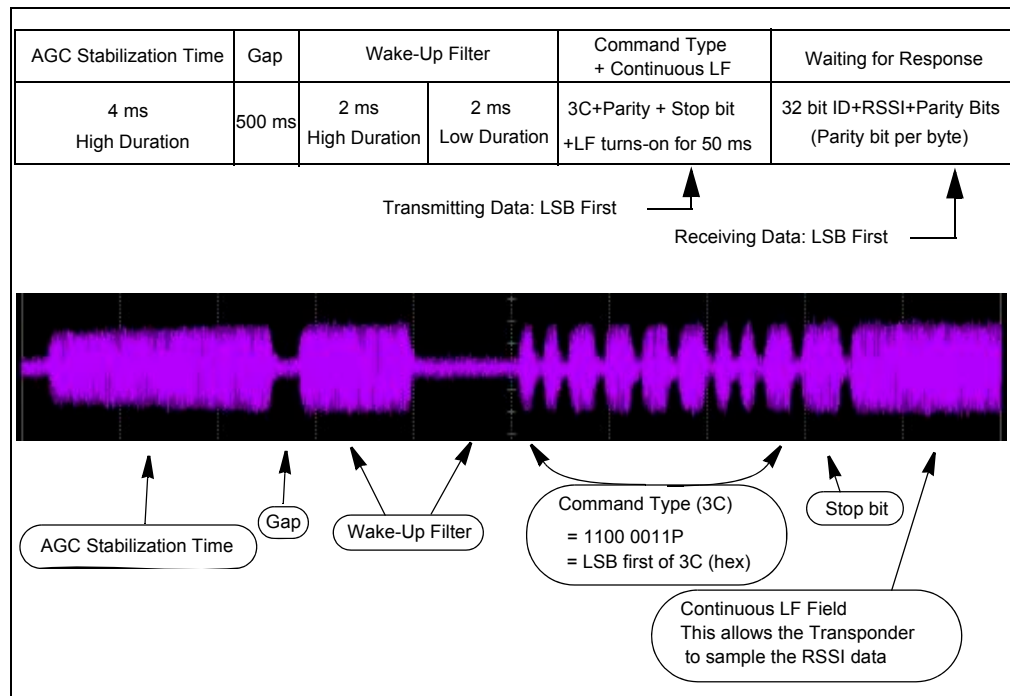 AGC Stabilization Time
Gap
Wake-Up Filter
Command Type
+ Continuous LF
Waiting for Response
4 ms
High Duration
500 ms
2 ms
High Duration
2 ms
Low Duration
3C+Parity + Stop bit
+LF turns-on for 50 ms
32 bit ID+RSSI+Parity Bits
(Parity bit per byte)
Transmitting Data: LSB First
Receiving Data: LSB First
AGC Stabilization Time
Gap
Wake-Up Filter
Command Type (3C)
= 1100 0011P
= LSB first of 3C (hex)
Stop bit
Continuous LF Field
This allows the Transponder
to sample the RSSI data